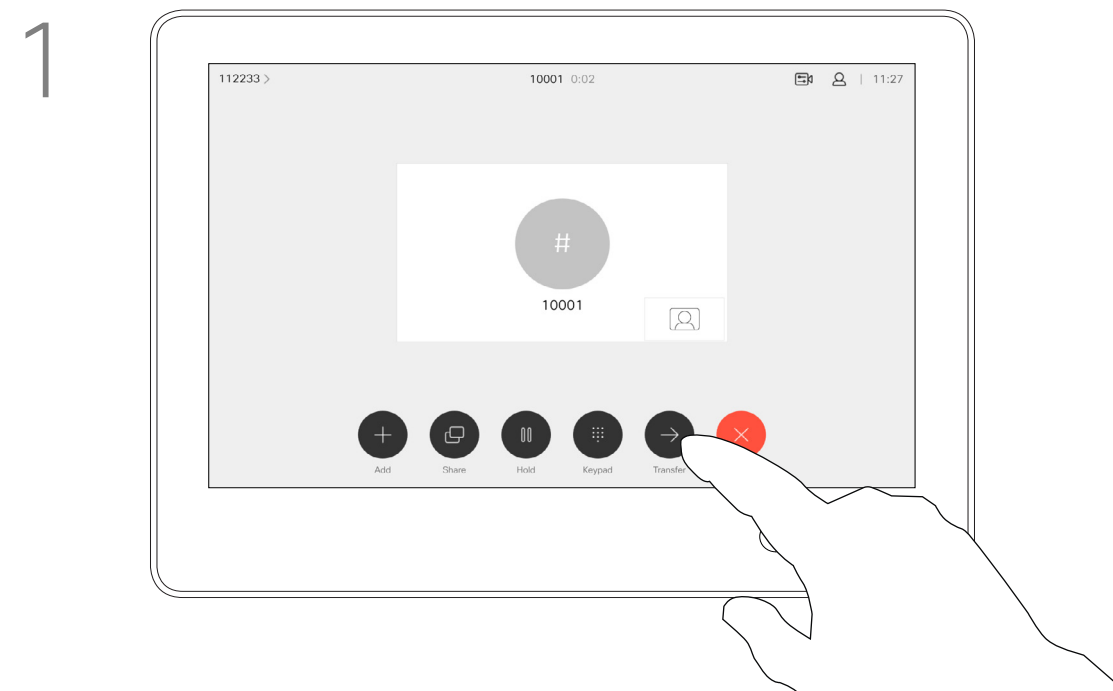 1
112233 >
10001 0:02
11:27
#
10001
Add
Share
Hold
Keypad
Transfer